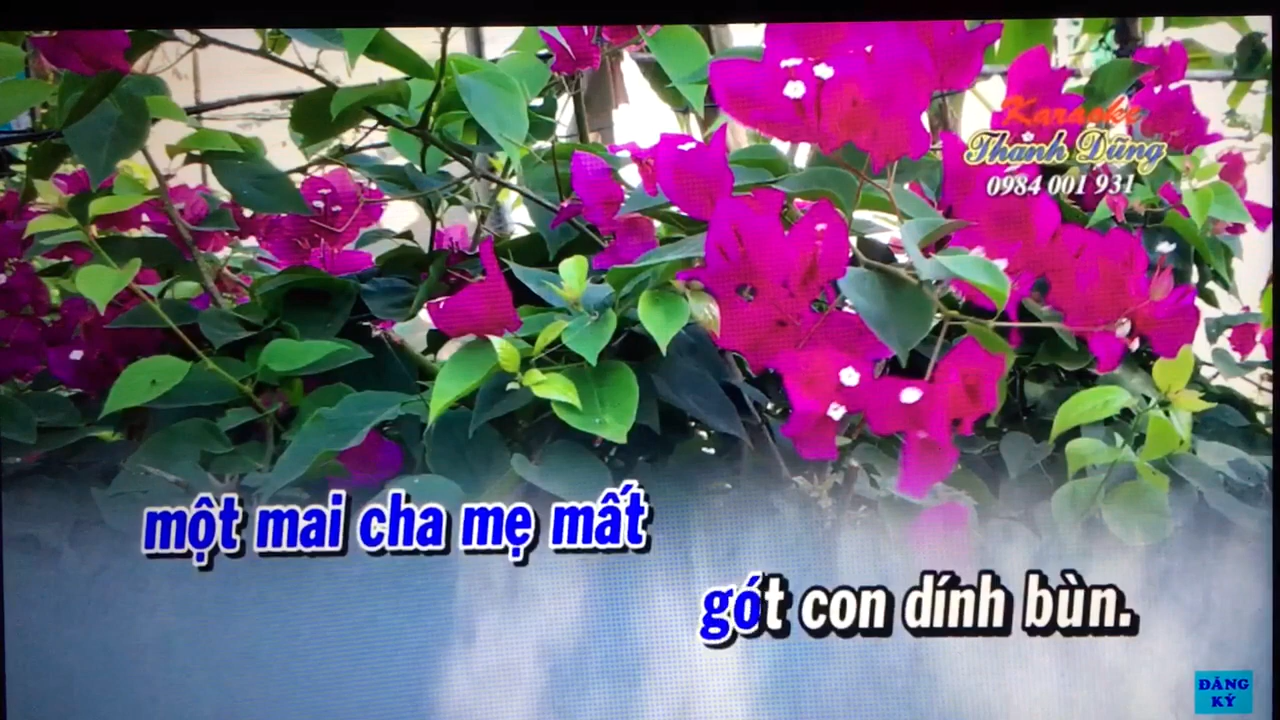 Karaoke
Thanh Dũng
0984 001 931
một mai cha mẹ mất
gót con dính bùn.
ĐĂNG
KÝ